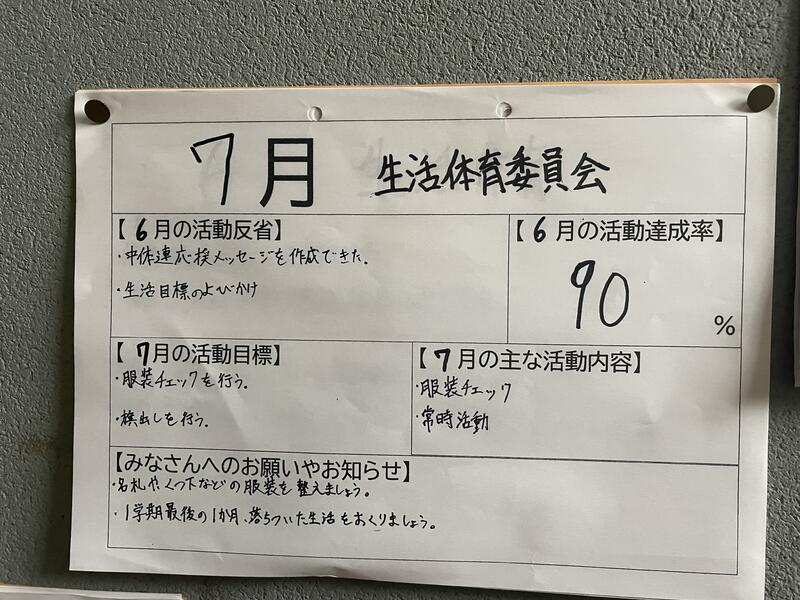 7月 生活体育委員会
【6月の活動反省】
・中体連応援メッセージを作成できた。
・生活目標のよびかけ
【6月の活動達成率】
90
%
【7月の活動目標】
・服装チェックを行う。
・検出しを行う。
【7月の主な活動内容】
・服装チェック
・常時活動
【みなさんへのお願いやお知らせ】
・名札やくつ下などの服装を整えましょう。
・1学期最後の1か月、落ちついた生活をおくりましょう。